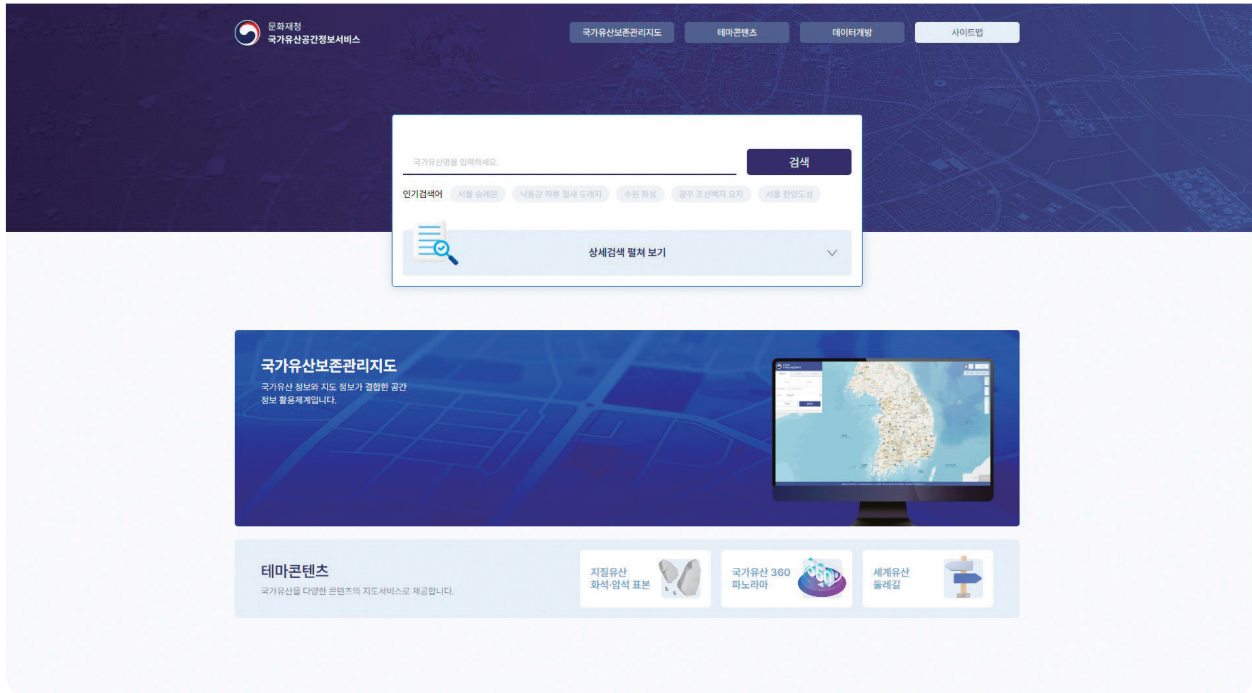 문화재청
국가유산공간정보서비스
국가유산보존관리지도
테마콘텐츠
데이터개방
사이트맵
국가유산명을 입력하세요.
검색
인기검색어 서울 숭례문 낙동강 하류 철새 도래지 수원 화성 광주 조선백자 요지 서울 한양도성
상세검색 펼쳐 보기
국가유산보존관리지도
국가유산 정보와 지도 정보가 결합한 공간
정보 활용체계입니다.
테마콘텐츠
국가유산을 다양한 콘텐츠의 지도서비스로 제공합니다.
지질유산
화석·암석 표본
국가유산 360
파노라마
360
세계유산
둘레길